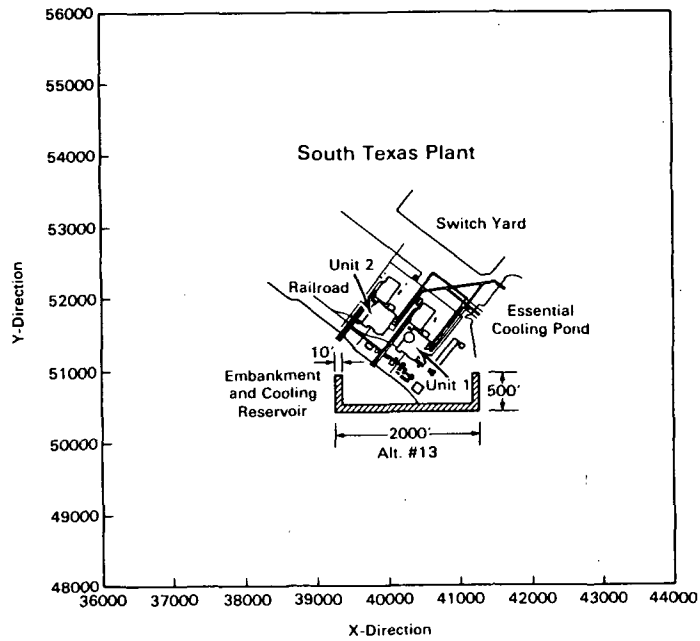 56000
55000
54000
53000
52000
51000
50000
49000
48000
Y-Direction
South Texas Plant
Switch Yard
Unit 2
Railroad
Essential
Cooling Pond
10'
Embankment
and Cooling
Reservoir
Unit 1
500'
2000'
Alt. #13
36000 37000 38000 39000 40000 41000 42000 43000 44000
X-Direction